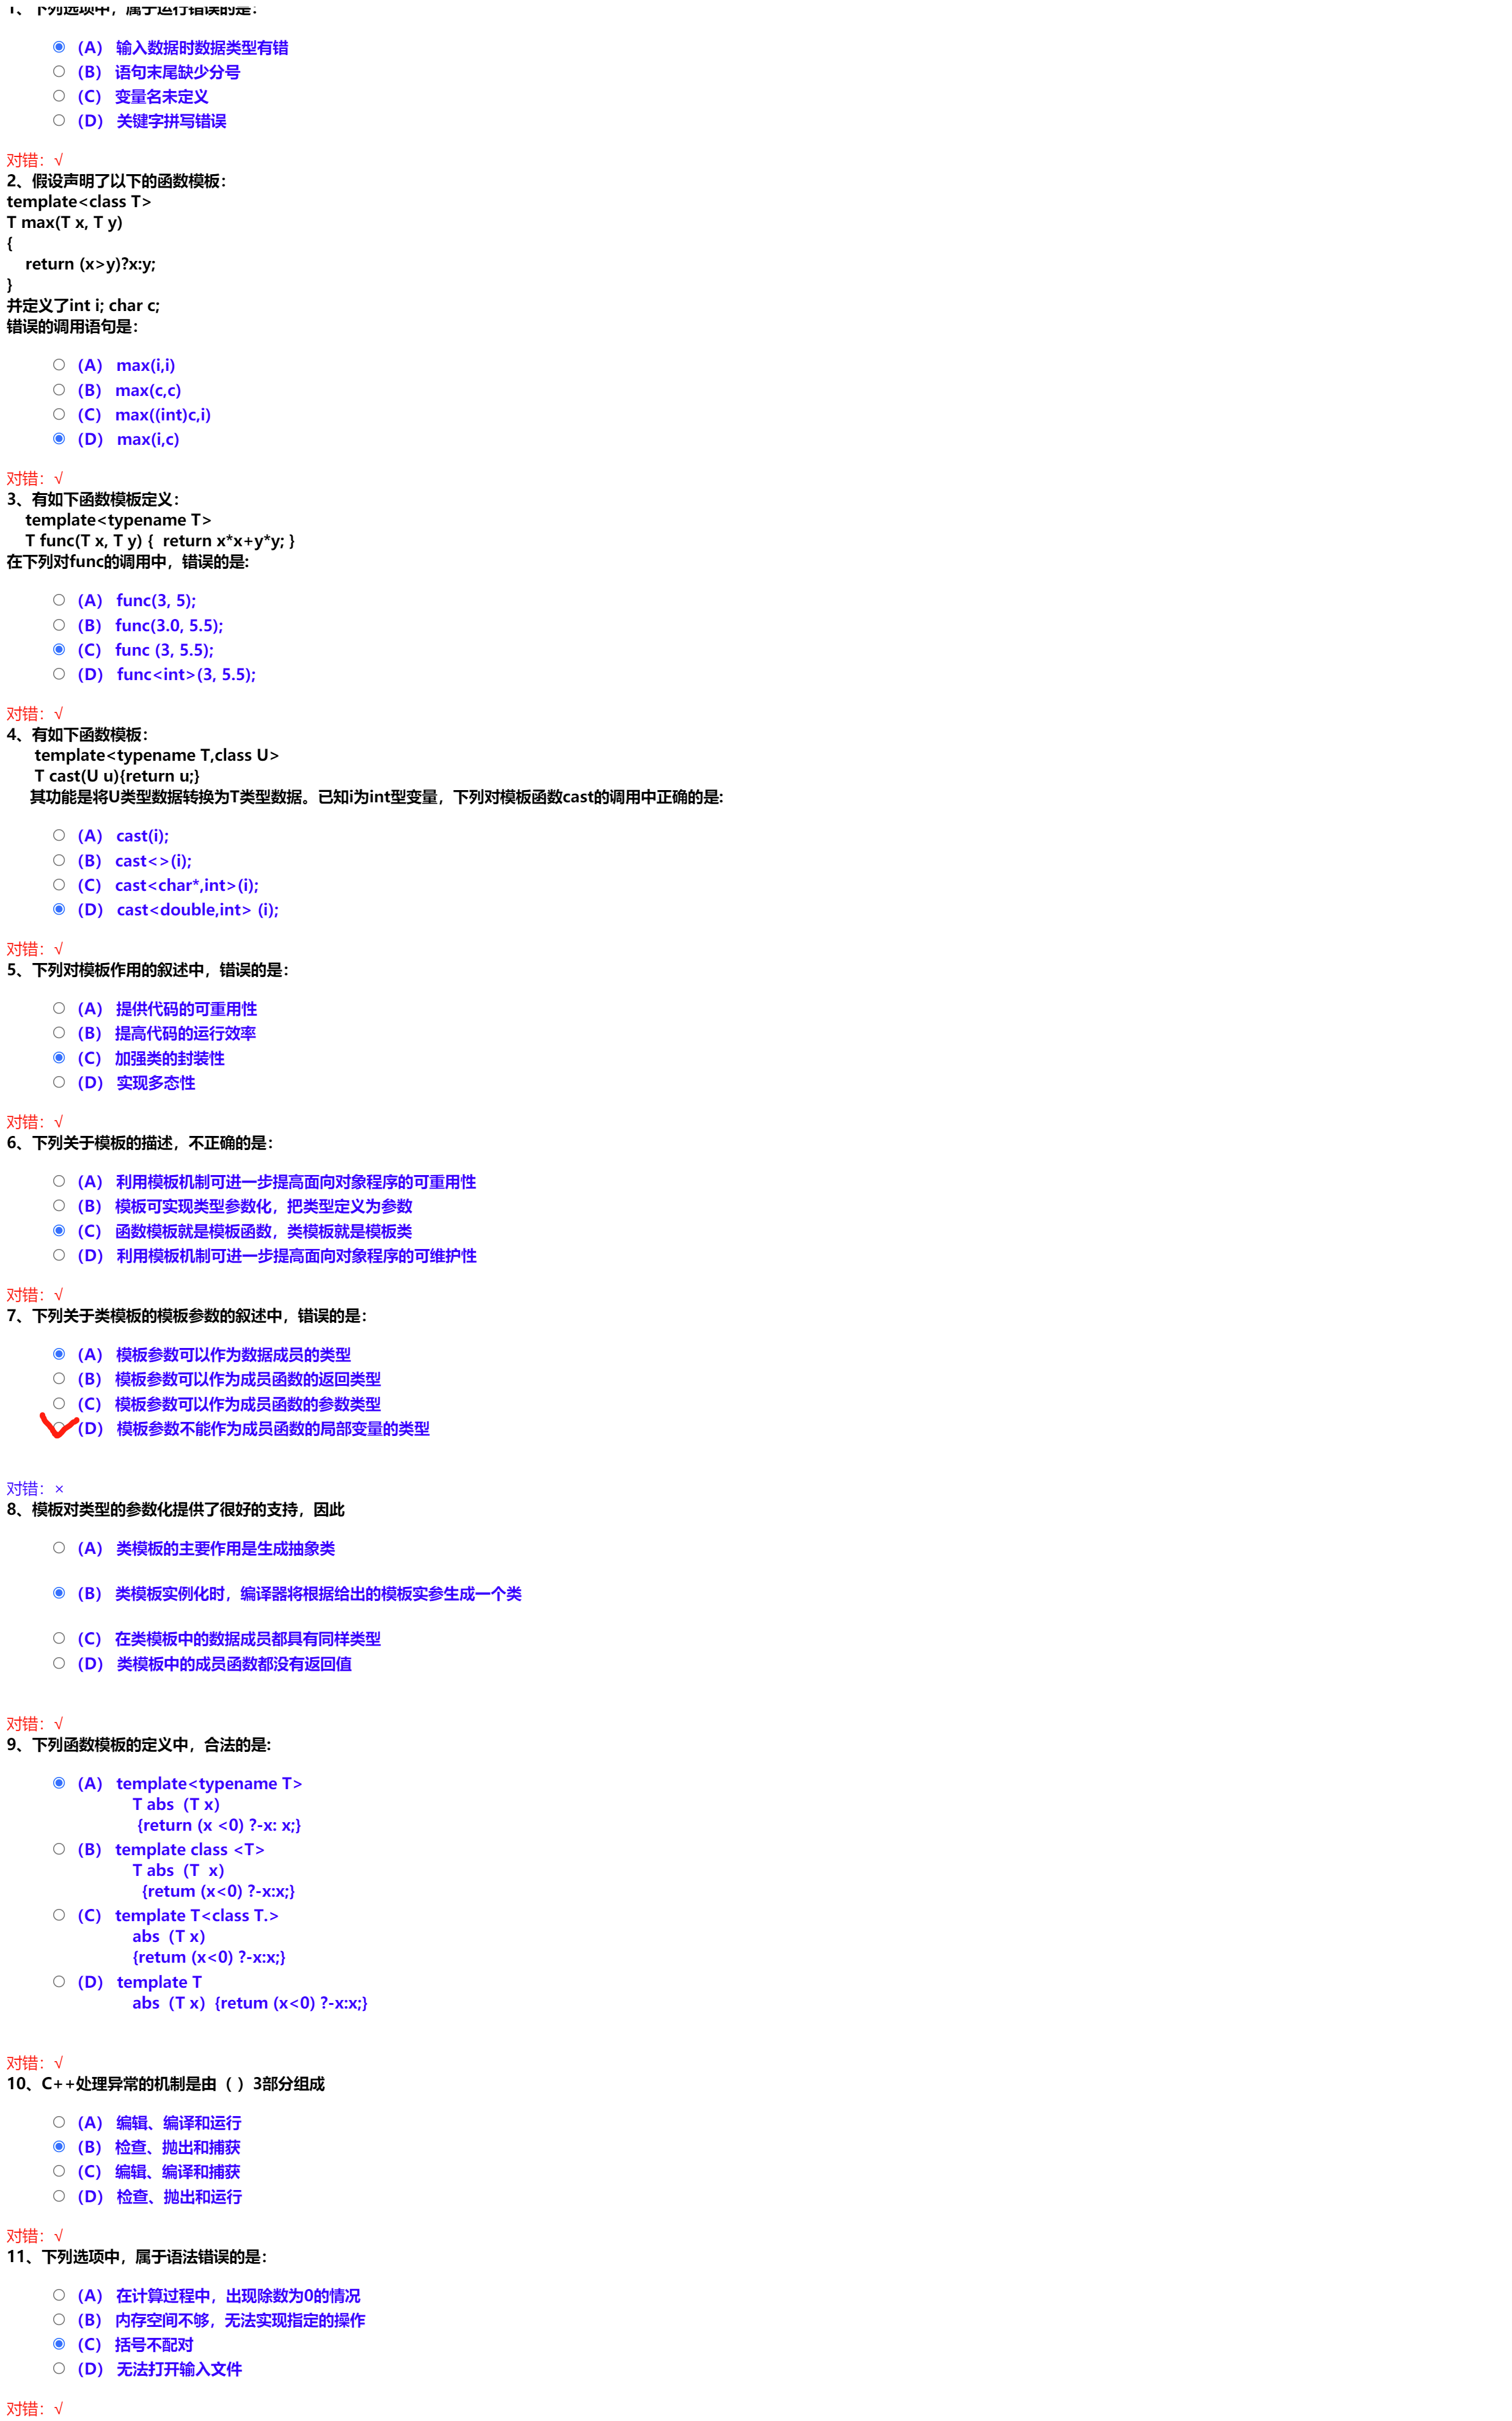 1、下列选项中，属于运行错误的是：
（A） 输入数据时数据类型有错
（B） 语句末尾缺少分号
（C） 变量名未定义
（D） 关键字拼写错误
对错：√
2、假设声明了以下的函数模板：
template<class T>
T max(T x, T y)
{
return (x>y)?x:y;
}
并定义了int i; char c;
错误的调用语句是：
（A） max(i,i)
（B） max(c,c)
（C） max((int)c,i)
（D） max(i,c)
对错：√
3、有如下函数模板定义：
template<typename T>
T func(T x, T y) {  return x*x+y*y; }
在下列对func的调用中，错误的是:
（A） func(3, 5);
（B） func(3.0, 5.5);
（C） func (3, 5.5);
（D） func<int>(3, 5.5);
对错：√
4、有如下函数模板：
template<typename T,class U>
T cast(U u){return u;}
其功能是将U类型数据转换为T类型数据。已知i为int型变量，下列对模板函数cast的调用中正确的是:
（A） cast(i);
（B） cast<>(i);
（C） cast<char*,int>(i);
（D） cast<double,int> (i);
对错：√
5、下列对模板作用的叙述中，错误的是：
（A） 提供代码的可重用性
（B） 提高代码的运行效率
（C） 加强类的封装性
（D） 实现多态性
对错：√
6、下列关于模板的描述，不正确的是：
（A） 利用模板机制可进一步提高面向对象程序的可重用性
（B） 模板可实现类型参数化，把类型定义为参数
（C） 函数模板就是模板函数，类模板就是模板类
（D） 利用模板机制可进一步提高面向对象程序的可维护性
对错：√
7、下列关于类模板的模板参数的叙述中，错误的是：
（A） 模板参数可以作为数据成员的类型
（B） 模板参数可以作为成员函数的返回类型
（C） 模板参数可以作为成员函数的参数类型
（D） 模板参数不能作为成员函数的局部变量的类型
对错：×
8、模板对类型的参数化提供了很好的支持，因此
（A） 类模板的主要作用是生成抽象类
（B） 类模板实例化时，编译器将根据给出的模板实参生成一个类
（C） 在类模板中的数据成员都具有同样类型
（D） 类模板中的成员函数都没有返回值
对错：√
9、下列函数模板的定义中，合法的是:
（A） template<typename T>
T abs（T x）
{return (x <0) ?-x: x;}
（B） template class <T>
T abs（T  x）
{retum (x<0) ?-x:x;}
（C） template T<class T.>
abs（T x）
{retum (x<0) ?-x:x;}
（D） template T
abs（T x）{retum (x<0) ?-x:x;}
对错：√
10、C++处理异常的机制是由（ ）3部分组成
（A） 编辑、编译和运行
（B） 检查、抛出和捕获
（C） 编辑、编译和捕获
（D） 检查、抛出和运行
对错：√
11、下列选项中，属于语法错误的是：
（A） 在计算过程中，出现除数为0的情况
（B） 内存空间不够，无法实现指定的操作
（C） 括号不配对
（D） 无法打开输入文件
对错：√